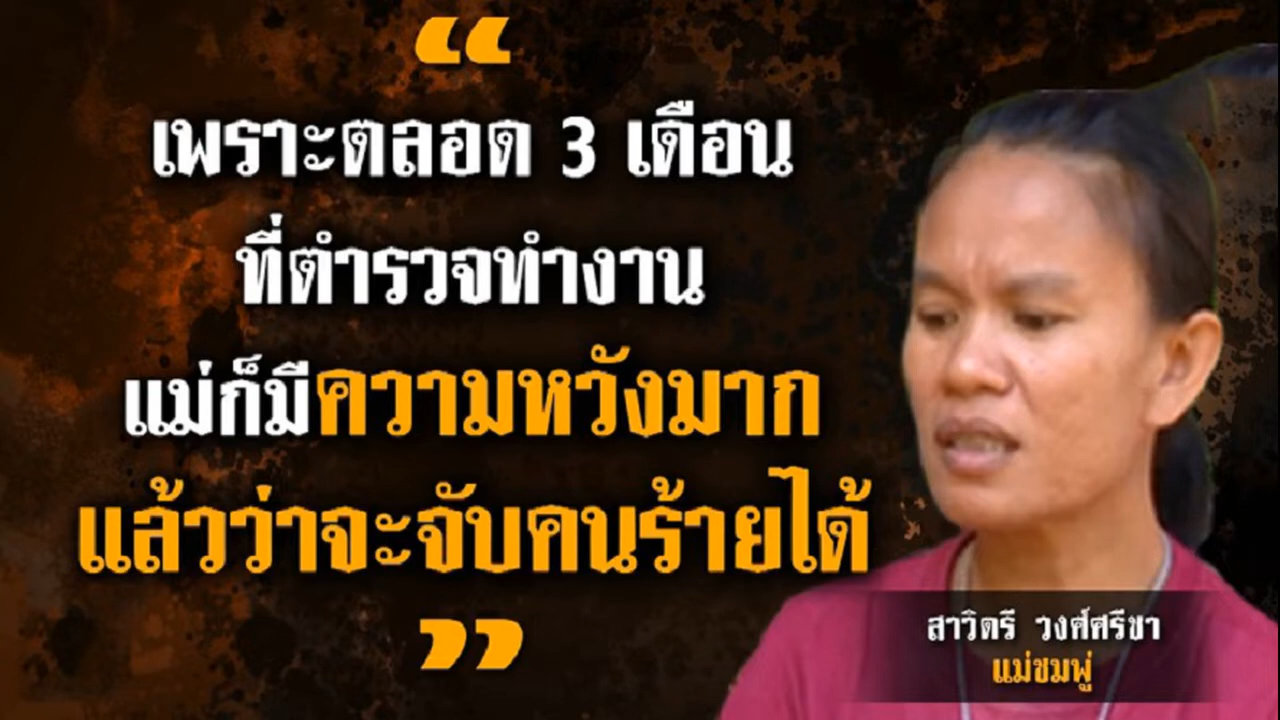 “
เพราะตลอด 3 เดือน
ที่ตำรวจทำงาน
แม่ก็มีความหวังมาก
แล้วว่าจะจับคนร้ายได้
”
สาวิตรี วงศ์ศรีชา
แม่ชมพู่